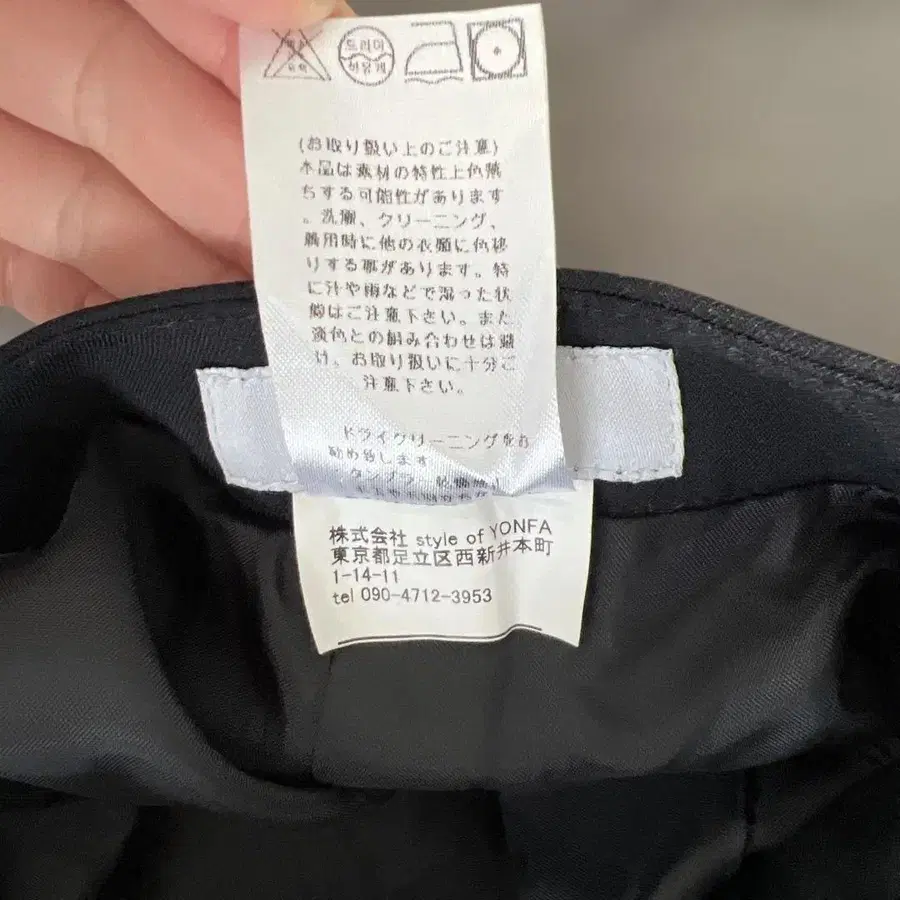 드라이
석유계
(お取り扱い上のご注意)
本品は素材の特性上色落
ちする可能性があります
。洗濯、クリーニング、
着用時に他の衣類に色移
りする事があります。特
に汗や雨などで湿った状
態はご注意下さい。また
淡色との組み合わせは避
け、お取り扱いに十分ご
注意下さい。
ドライクリーニングをお
勧め致します
株式会社 style of YONFA
東京都足立区西新井本町
1-14-11
tel 090-4712-3953